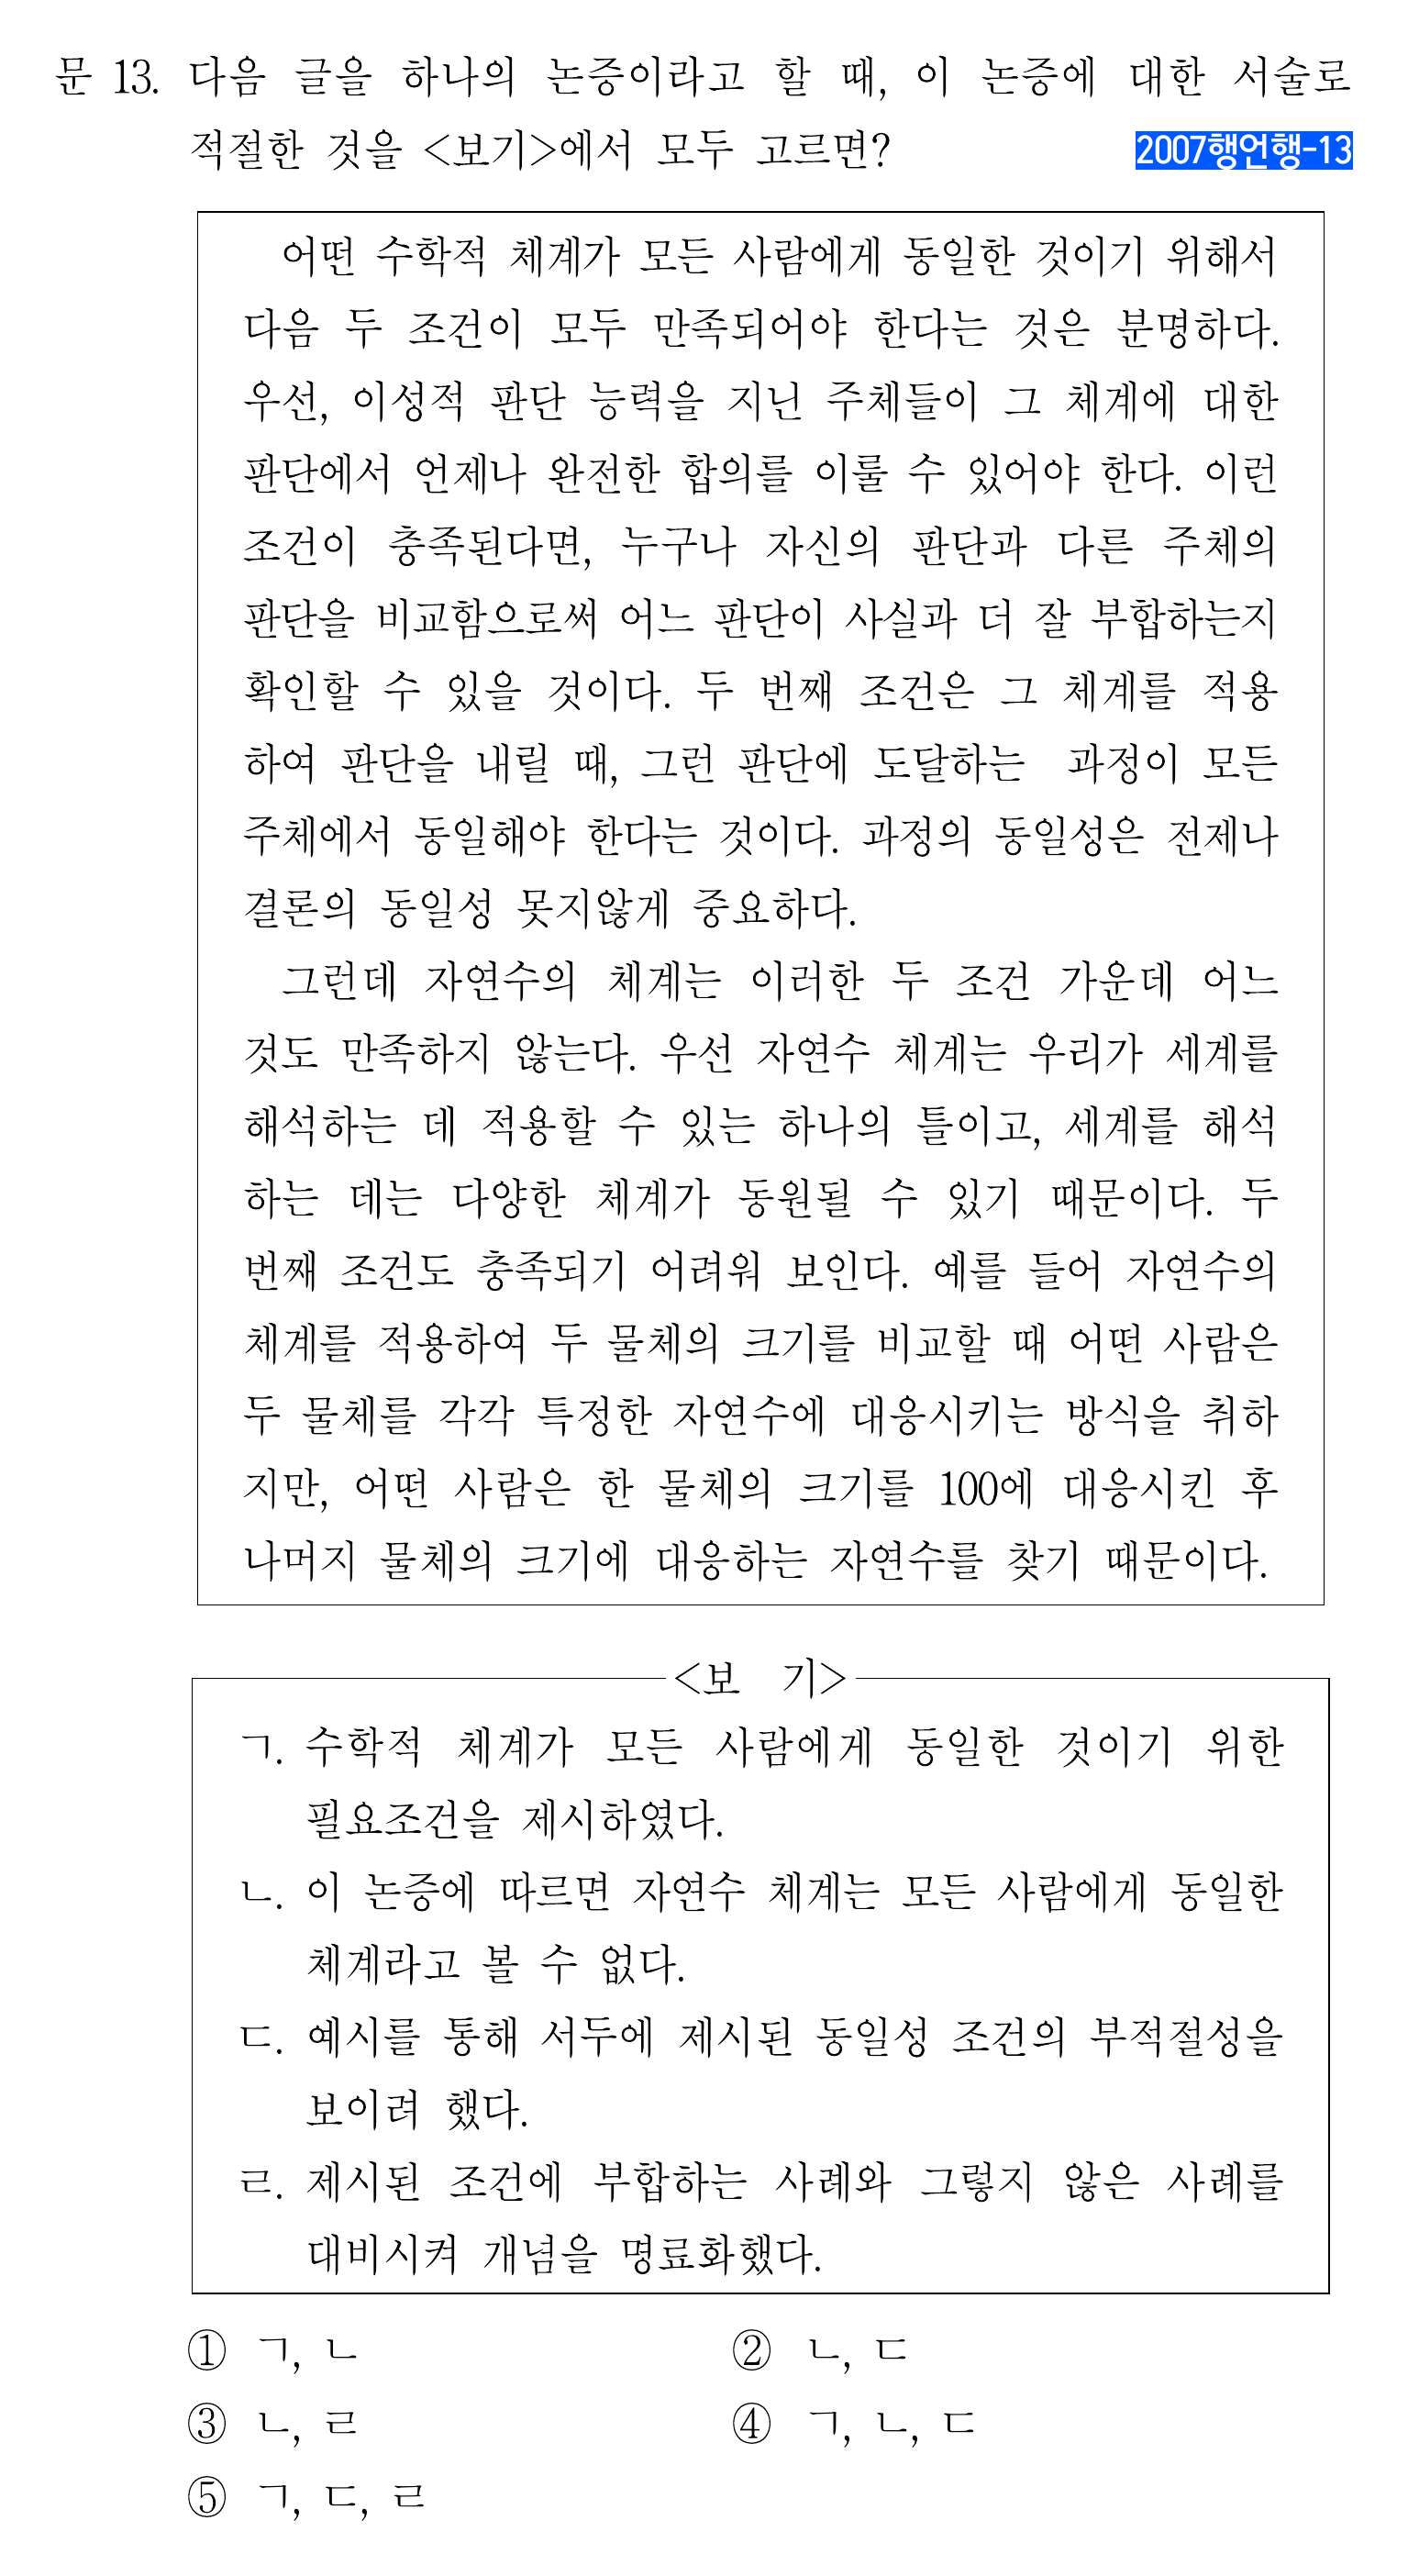 문 13. 다음 글을 하나의 논증이라고 할 때, 이 논증에 대한 서술로
적절한 것을 <보기>에서 모두 고르면? 2007행언행-13
어떤 수학적 체계가 모든 사람에게 동일한 것이기 위해서
다음 두 조건이 모두 만족되어야 한다는 것은 분명하다.
우선, 이성적 판단 능력을 지닌 주체들이 그 체계에 대한
판단에서 언제나 완전한 합의를 이룰 수 있어야 한다. 이런
조건이 충족된다면, 누구나 자신의 판단과 다른 주체의
판단을 비교함으로써 어느 판단이 사실과 더 잘 부합하는지
확인할 수 있을 것이다. 두 번째 조건은 그 체계를 적용
하여 판단을 내릴 때, 그런 판단에 도달하는 과정이 모든
주체에서 동일해야 한다는 것이다. 과정의 동일성은 전제나
결론의 동일성 못지않게 중요하다.
그런데 자연수의 체계는 이러한 두 조건 가운데 어느
것도 만족하지 않는다. 우선 자연수 체계는 우리가 세계를
해석하는 데 적용할 수 있는 하나의 틀이고, 세계를 해석
하는 데는 다양한 체계가 동원될 수 있기 때문이다. 두
번째 조건도 충족되기 어려워 보인다. 예를 들어 자연수의
체계를 적용하여 두 물체의 크기를 비교할 때 어떤 사람은
두 물체를 각각 특정한 자연수에 대응시키는 방식을 취하
지만, 어떤 사람은 한 물체의 크기를 100에 대응시킨 후
나머지 물체의 크기에 대응하는 자연수를 찾기 때문이다.
<보 기>
ㄱ. 수학적 체계가 모든 사람에게 동일한 것이기 위한
필요조건을 제시하였다.
ㄴ. 이 논증에 따르면 자연수 체계는 모든 사람에게 동일한
체계라고 볼 수 없다.
ㄷ. 예시를 통해 서두에 제시된 동일성 조건의 부적절성을
보이려 했다.
ㄹ. 제시된 조건에 부합하는 사례와 그렇지 않은 사례를
대비시켜 개념을 명료화했다.
① ㄱ, ㄴ ② ㄴ, ㄷ
③ ㄴ, ㄹ ④ ㄱ, ㄴ, ㄷ
⑤ ㄱ, ㄷ, ㄹ